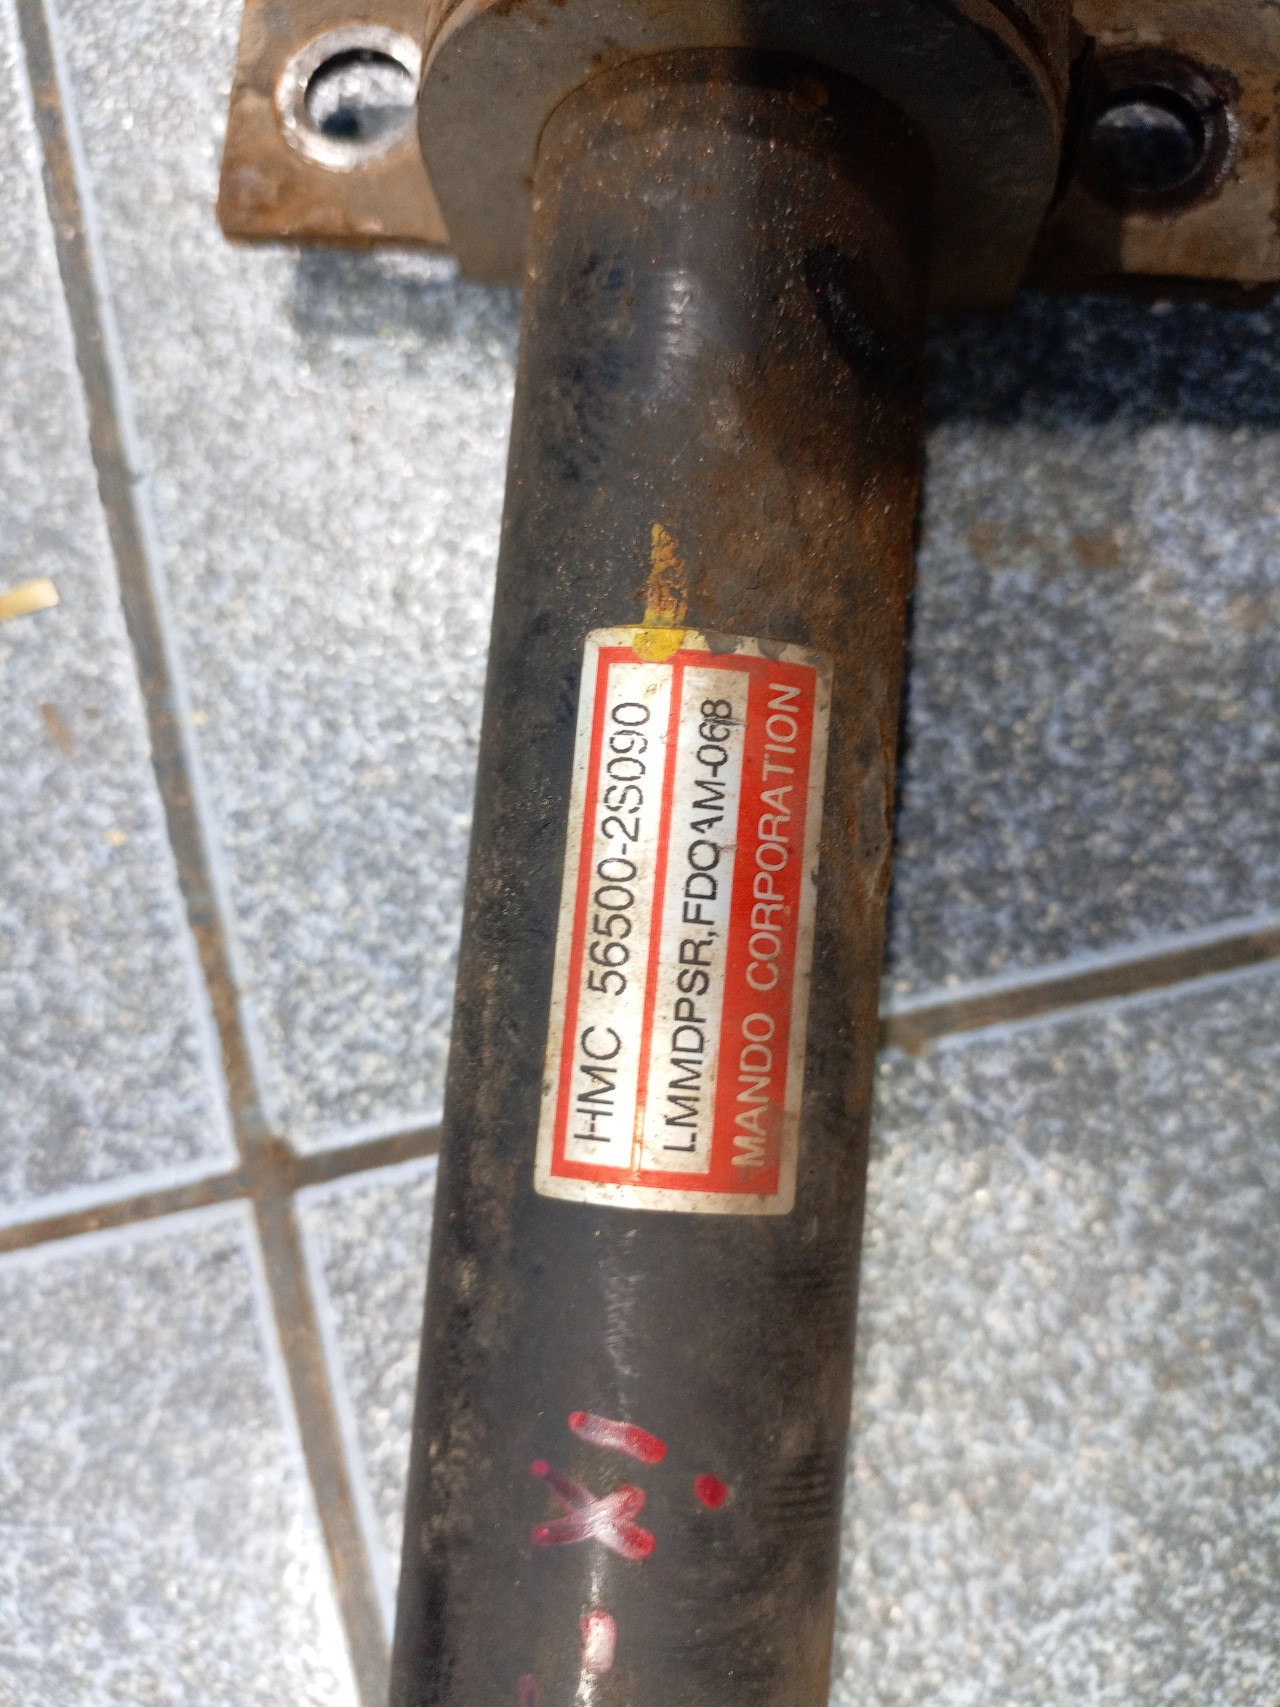 HMC 56500-2S090
LMMDPSR,FDOAM-068
MANDO CORPORATION